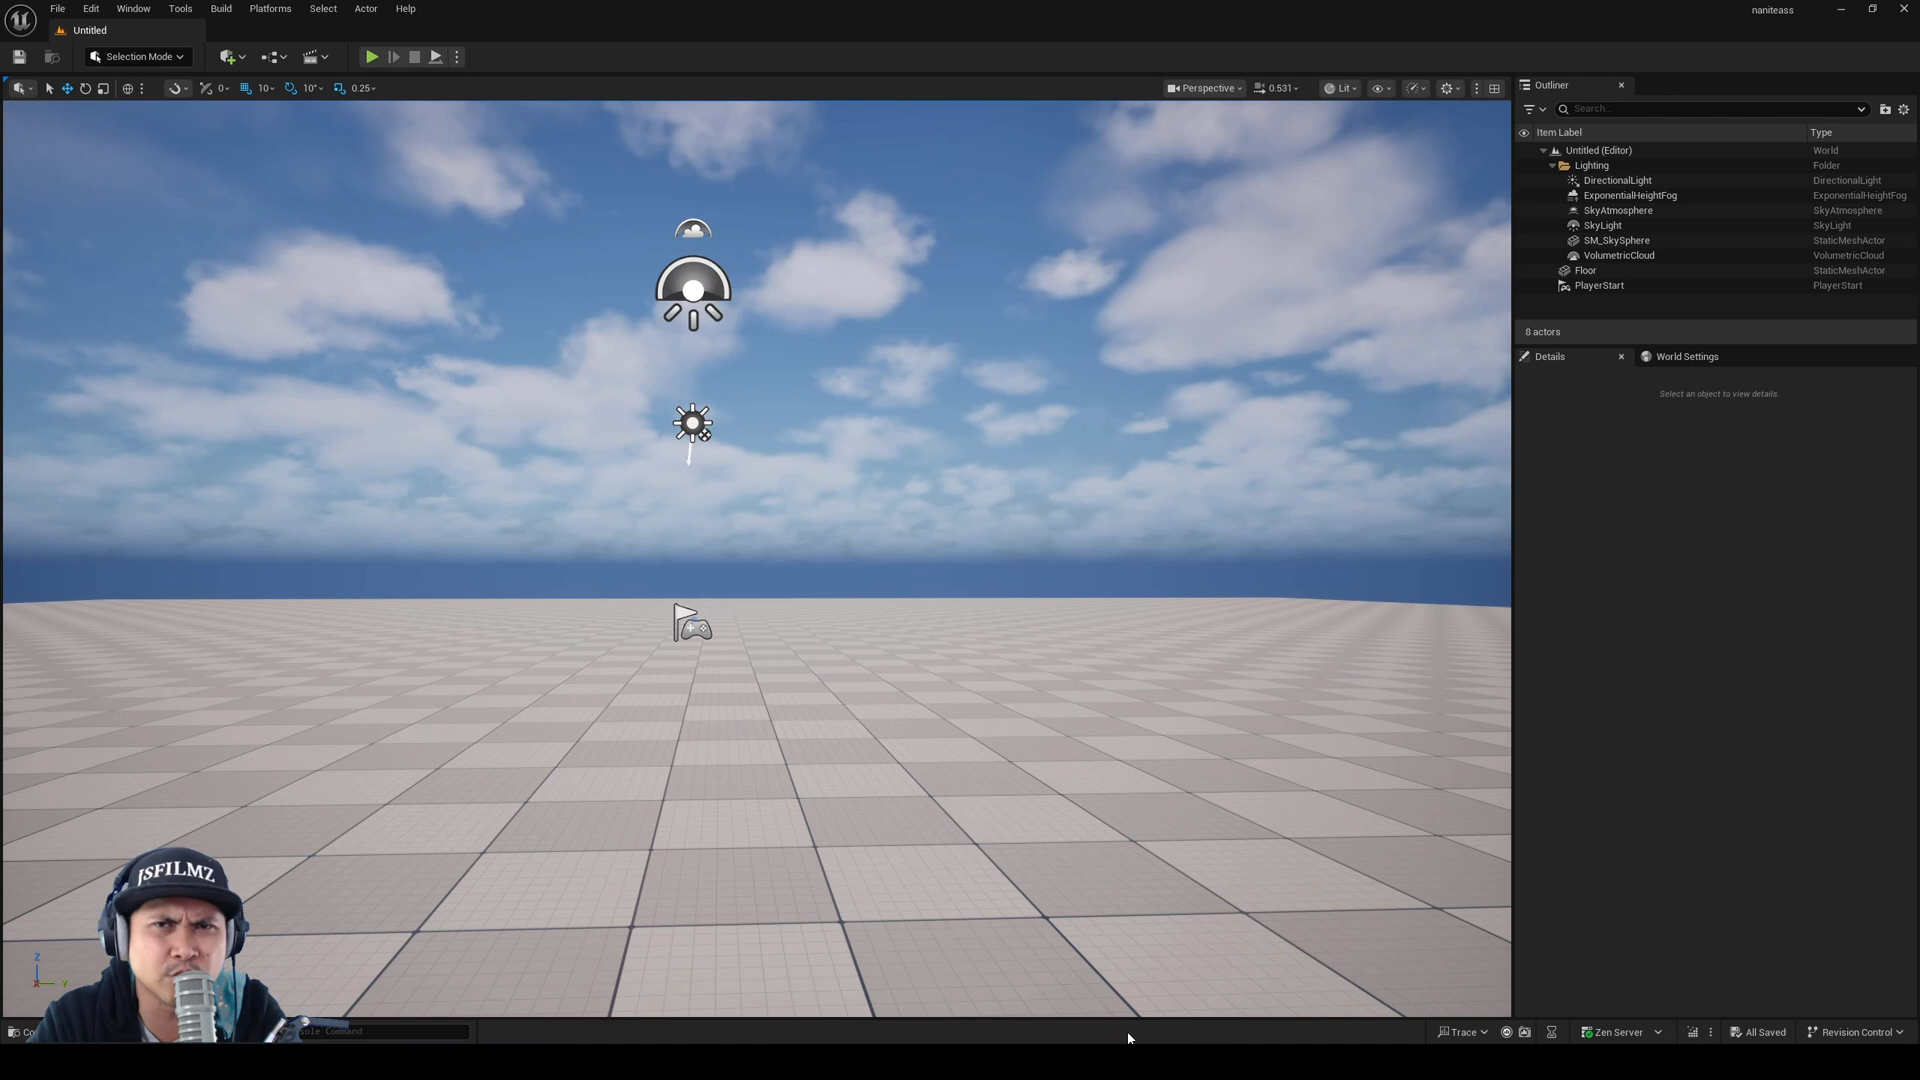 File Edit Window Tools Build Platforms Select Actor Help
naniteass
Untitled
Selection Mode
0 10 10° 0.25
Perspective 0.531 Lit
Outliner
Search...
Item Label Type
Untitled (Editor) World
Lighting Folder
DirectionalLight DirectionalLight
ExponentialHeightFog ExponentialHeightFog
SkyAtmosphere SkyAtmosphere
SkyLight SkyLight
SM_SkySphere StaticMeshActor
VolumetricCloud VolumetricCloud
Floor StaticMeshActor
PlayerStart PlayerStart
8 actors
Details World Settings
Select an object to view details.
JSFILMZ
Z
X Y
Command
Trace Zen Server All Saved Revision Control